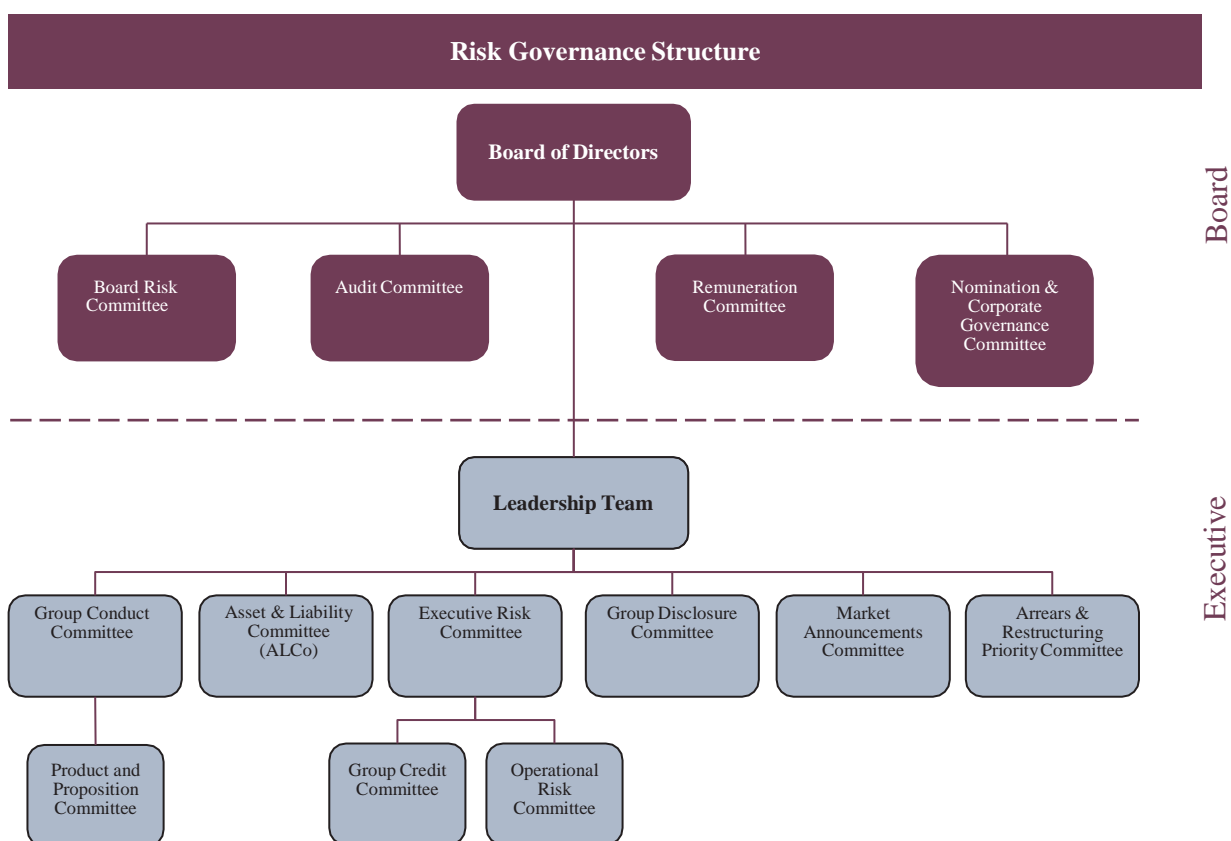 Risk Governance Structure
Board of Directors
Board
Board Risk
Committee
Audit Committee
Remuneration
Committee
Nomination &
Corporate
Governance
Committee
Leadership Team
Executive
Group Conduct
Committee
Asset & Liability
Committee
(ALCo)
Executive Risk
Committee
Group Disclosure
Committee
Market
Announcements
Committee
Arrears &
Restructuring
Priority Committee
Product and
Proposition
Committee
Group Credit
Committee
Operational
Risk
Committee